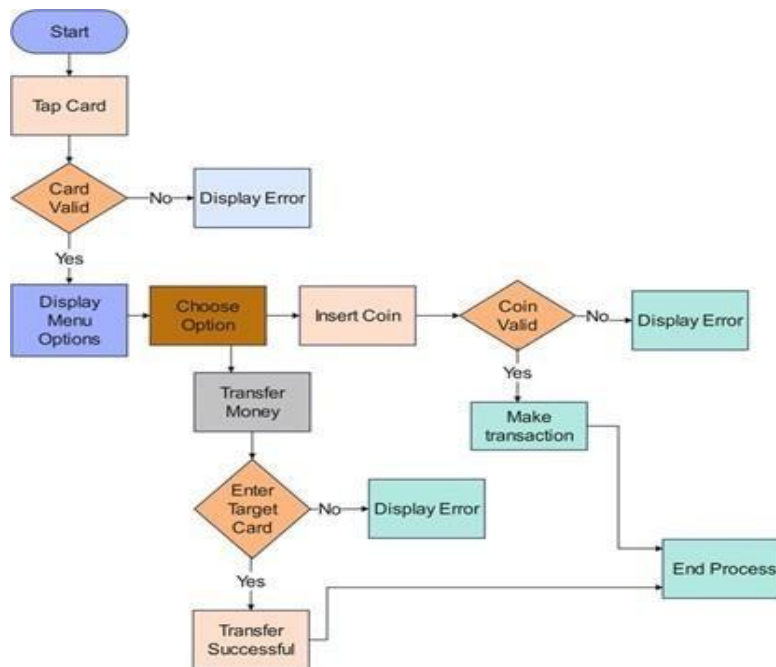 Start
Tap Card
Card
Valid
No
Display Error
Yes
Display
Menu
Options
Choose
Option
Insert Coin
Coin
Valid
No
Display Error
Yes
Make
transaction
Transfer
Money
Enter
Target
Card
No
Display Error
Yes
Transfer
Successful
End Process